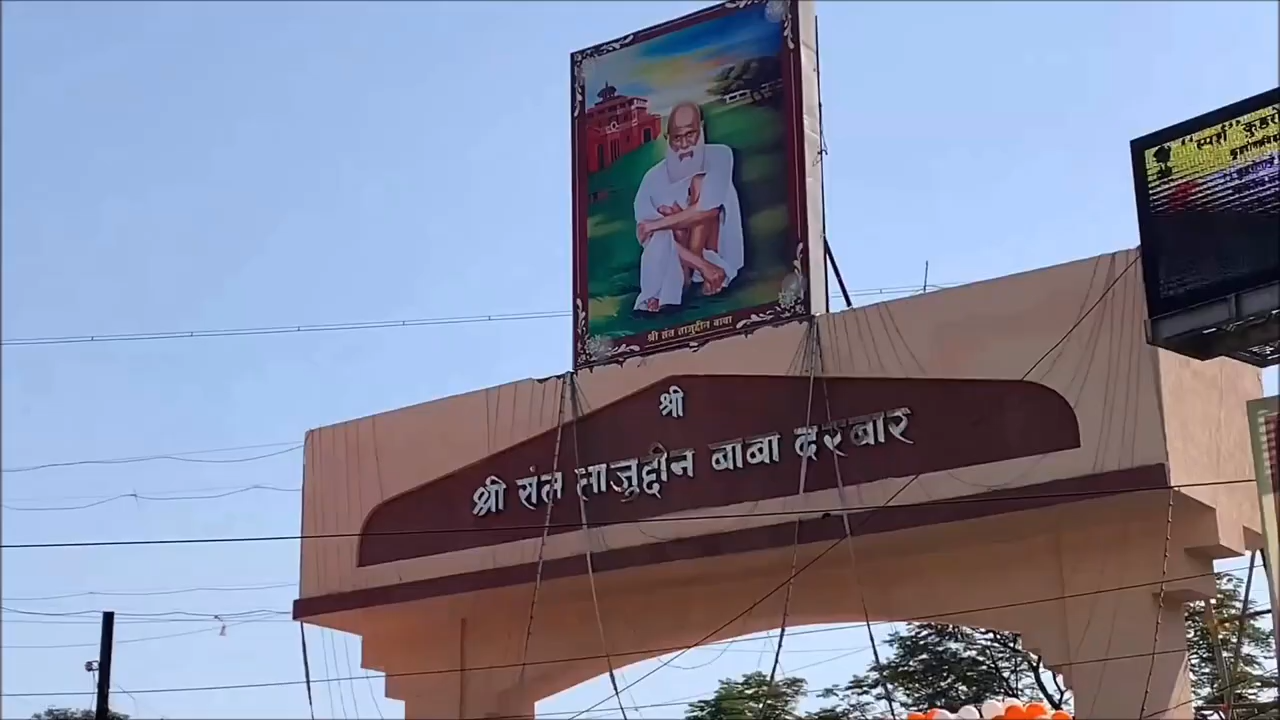 श्री संत ताजुद्दीन बाबा
श्री
श्री संत ताजुद्दीन बाबा दरबार